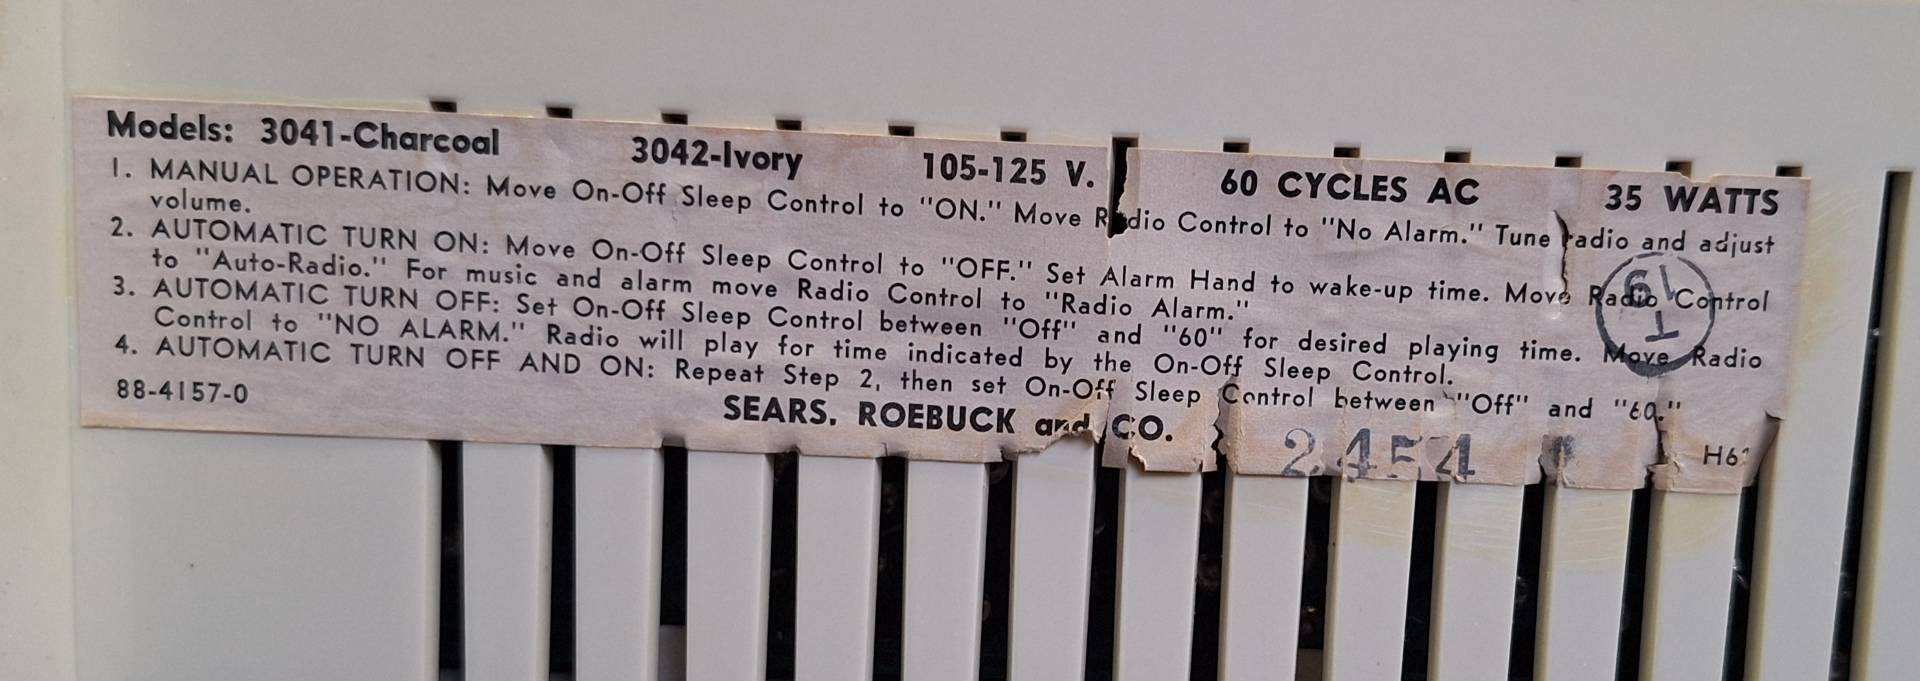 Models: 3041-Charcoal 3042-Ivory 105-125 V. 60 CYCLES AC 35 WATTS
1. MANUAL OPERATION: Move On-Off Sleep Control to "ON." Move Radio Control to "No Alarm." Tune radio and adjust
volume.
2. AUTOMATIC TURN ON: Move On-Off Sleep Control to "OFF." Set Alarm Hand to wake-up time. Move Radio Control
to "Auto-Radio." For music and alarm move Radio Control to "Radio Alarm."
3. AUTOMATIC TURN OFF: Set On-Off Sleep Control between "Off" and "60" for desired playing time. Move Radio
Control to "NO ALARM." Radio will play for time indicated by the On-Off Sleep Control.
4. AUTOMATIC TURN OFF AND ON: Repeat Step 2, then set On-Off Sleep Control between "Off" and "60."
88-4157-0
SEARS, ROEBUCK and CO.
2454